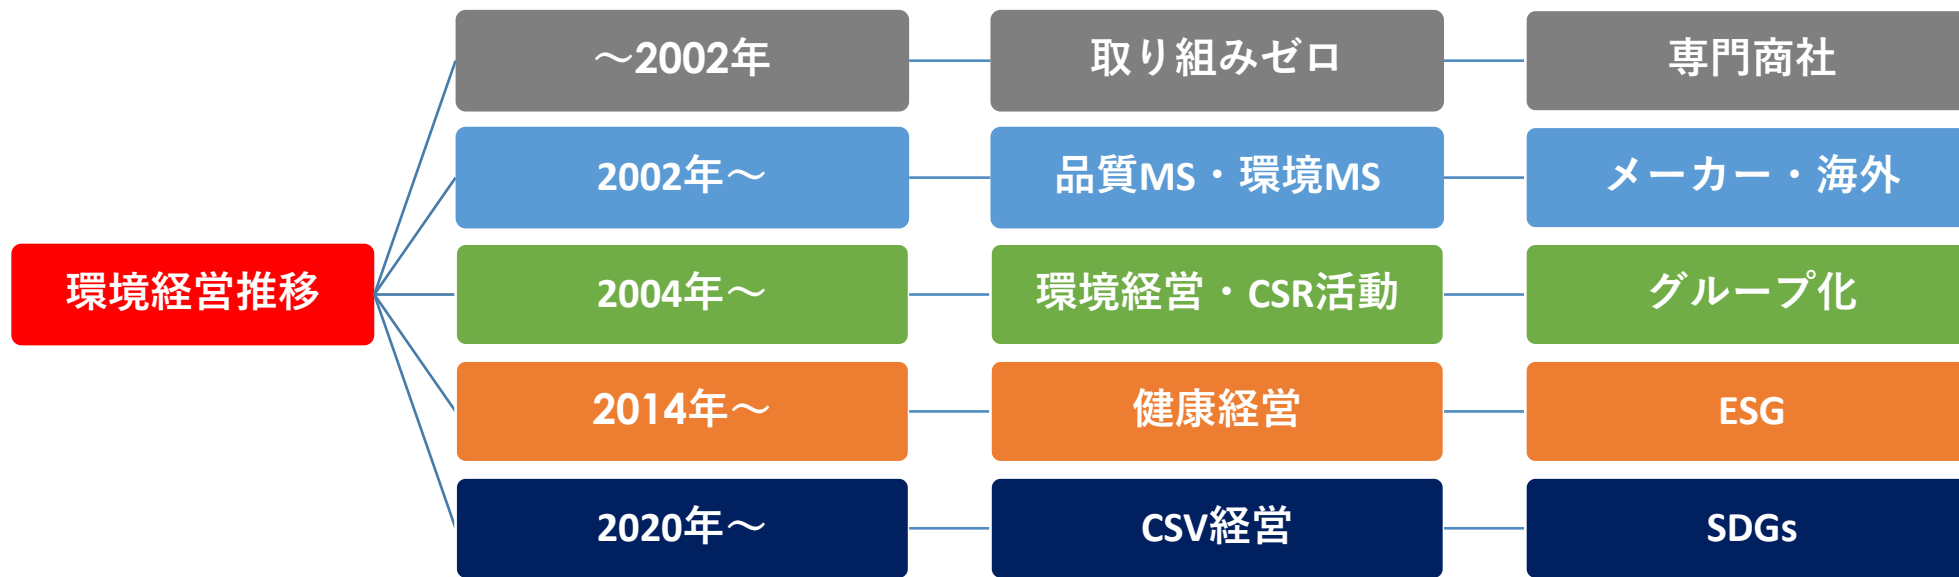 ～2002年
取り組みゼロ
専門商社
2002年～
品質MS・環境MS
メーカー・海外
環境経営推移
2004年～
環境経営・CSR活動
グループ化
2014年～
健康経営
ESG
2020年～
CSV経営
SDGs